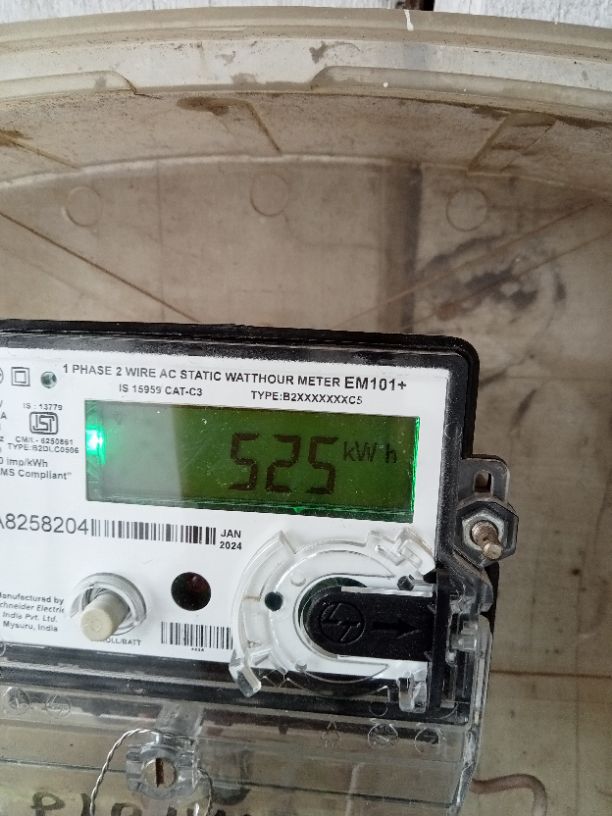 1 PHASE 2 WIRE AC STATIC WATTHOUR METER EM101+
IS 15959 CAT-C3 TYPE:B2XXXXXXXC5
IS : 13779
CM/L- 6250861
TYPE: B2DLC0506
0 imp/kWh
MS Compliant"
525 kWh
A8258204
JAN
2024
Manufactured by
Schneider Electric
India Pvt. Ltd.
Mysuru, India